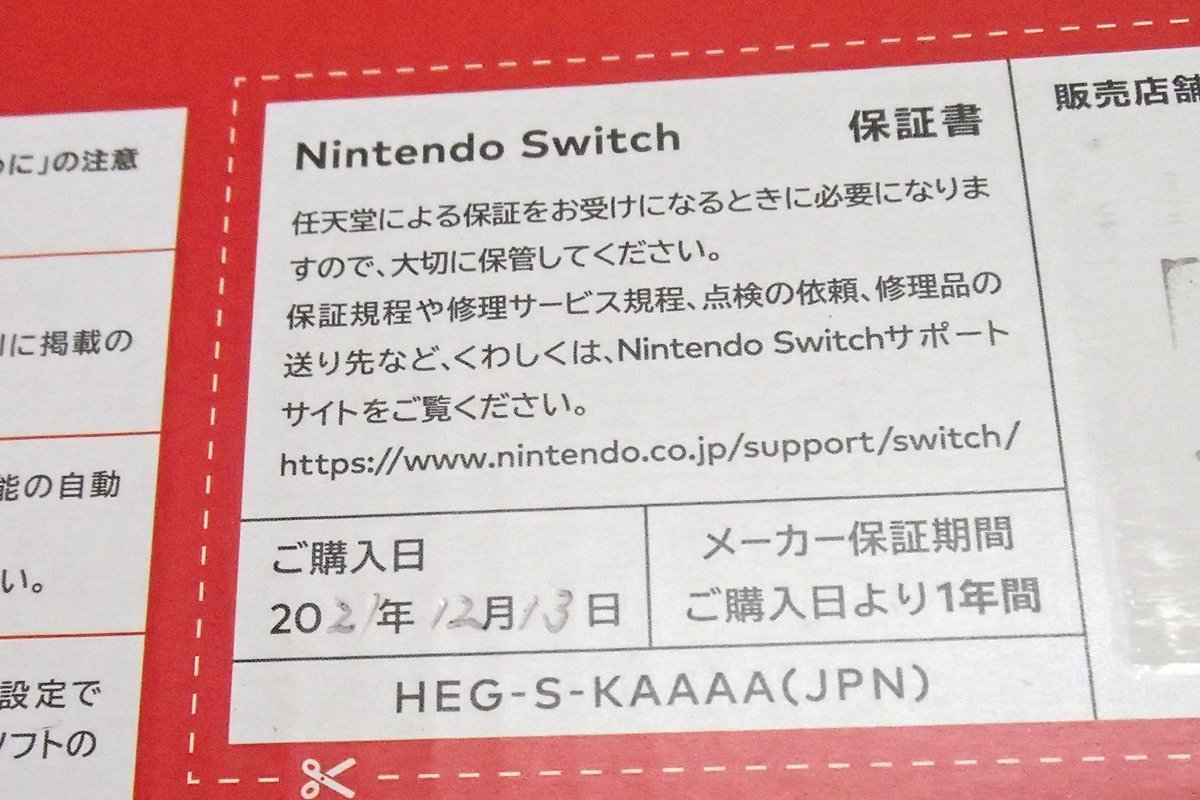 に」の注意
に掲載の
能の自動
い。
設定で
ソフトの
Nintendo Switch 保証書
任天堂による保証をお受けになるときに必要になりま
すので、大切に保管してください。
保証規程や修理サービス規程、点検の依頼、修理品の
送り先など、くわしくは、Nintendo Switchサポート
サイトをご覧ください。
https://www.nintendo.co.jp/support/switch/
ご購入日
2021年 12月13日
メーカー保証期間
ご購入日より1年間
HEG-S-KAAAA(JPN)
販売店舗